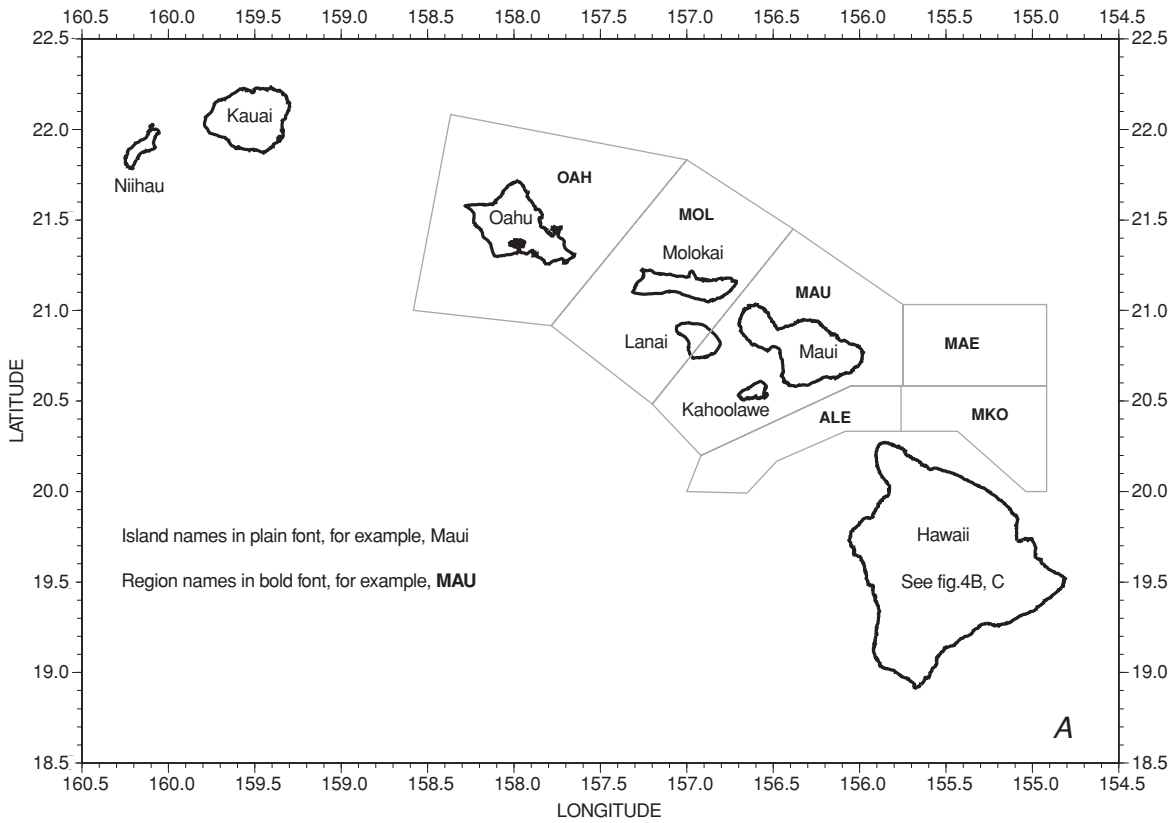 160.5 160.0 159.5 159.0 158.5 158.0 157.5 157.0 156.5 156.0 155.5 155.0 154.5
22.5 22.5
Kauai
22.0 22.0
Niihau
OAH
21.5 Oahu MOL 21.5
Molokai
MAU
21.0 21.0
Lanai Maui MAE
20.5 20.5
Kahoolawe ALE MKO
20.0 20.0
Island names in plain font, for example, Maui
Hawaii
19.5 19.5
Region names in bold font, for example, MAU
See fig.4B, C
19.0 19.0
A
18.5 18.5
160.5 160.0 159.5 159.0 158.5 158.0 157.5 157.0 156.5 156.0 155.5 155.0 154.5
LONGITUDE
LATITUDE